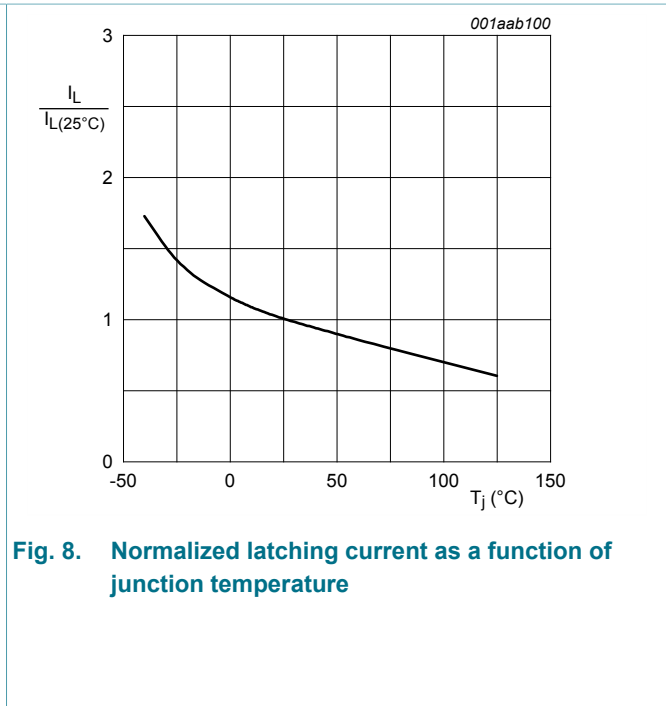 001aab100
3
I_L
I_L(25°C)
2
1
0
-50 0 50 100 150
T_j (°C)
Fig. 8. Normalized latching current as a function of
junction temperature